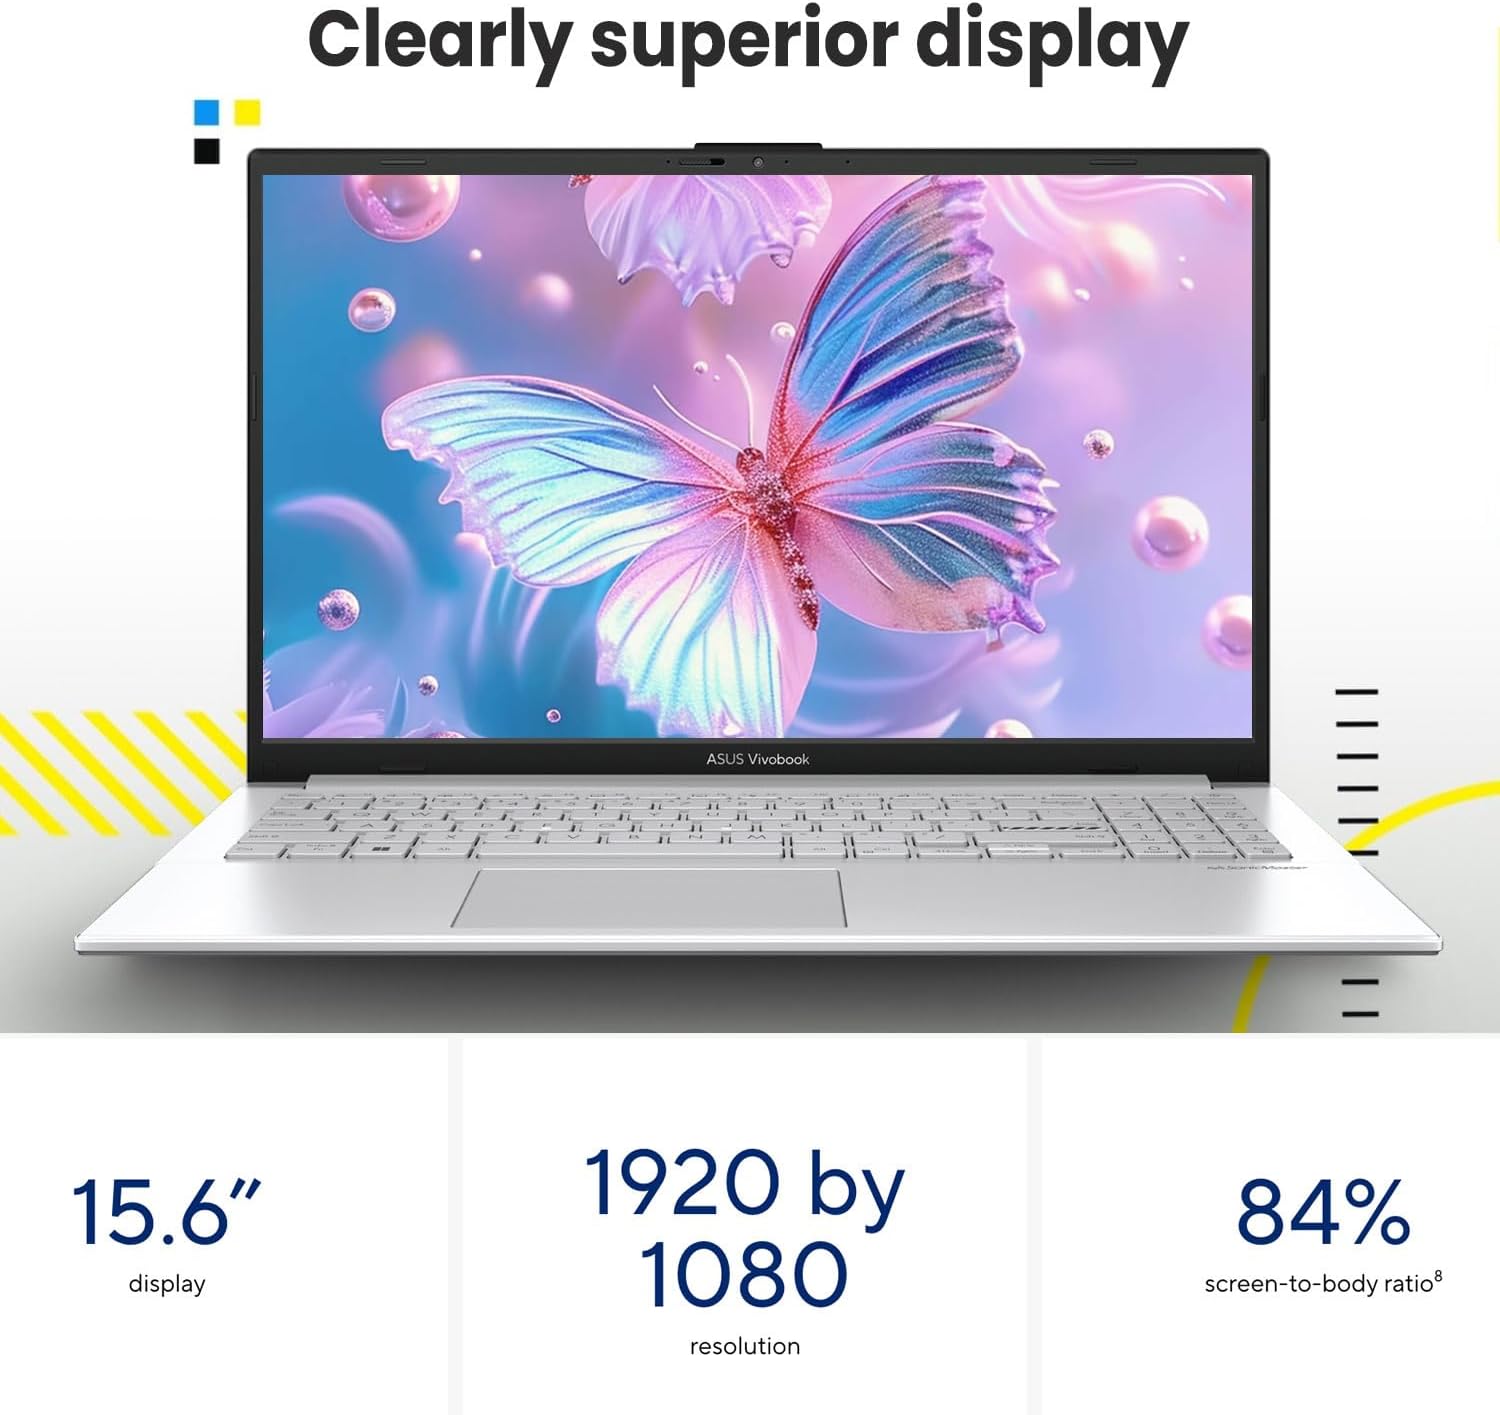 Clearly superior display
ASUS Vivobook
15.6″
display
1920 by
1080
resolution
84%
screen-to-body ratio⁸